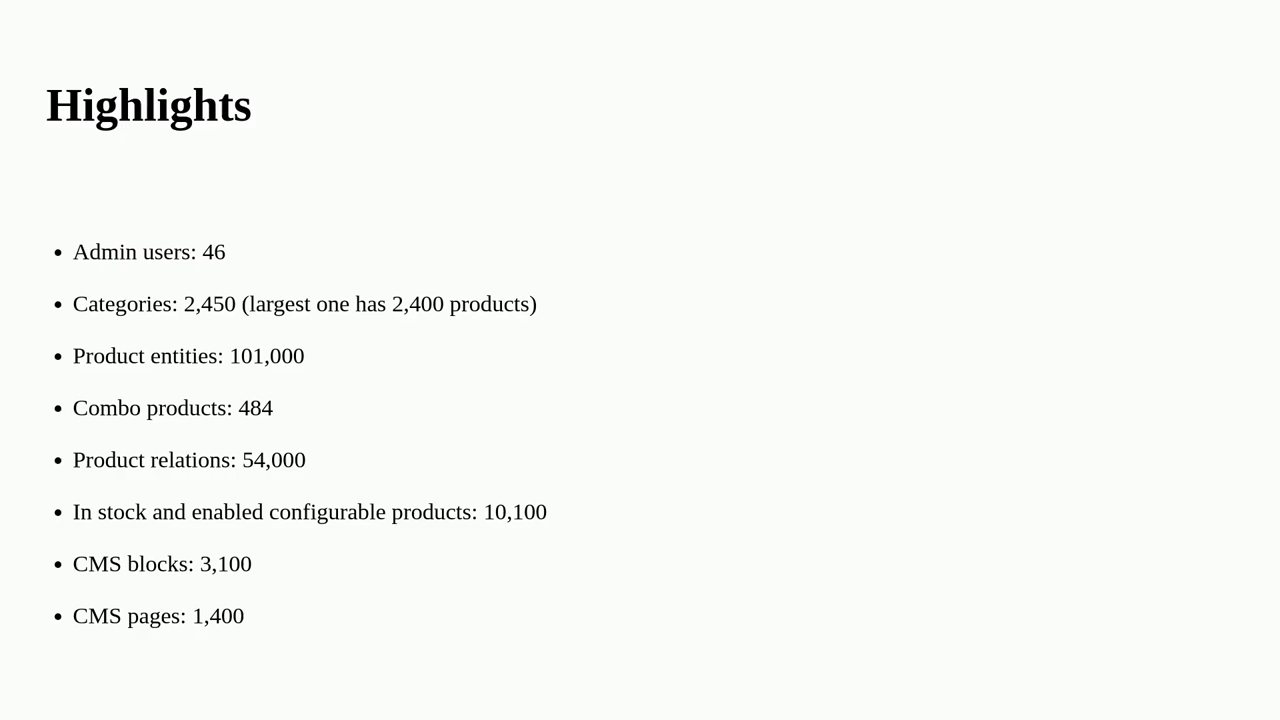 Highlights
• Admin users: 46
• Categories: 2,450 (largest one has 2,400 products)
• Product entities: 101,000
• Combo products: 484
• Product relations: 54,000
• In stock and enabled configurable products: 10,100
• CMS blocks: 3,100
• CMS pages: 1,400